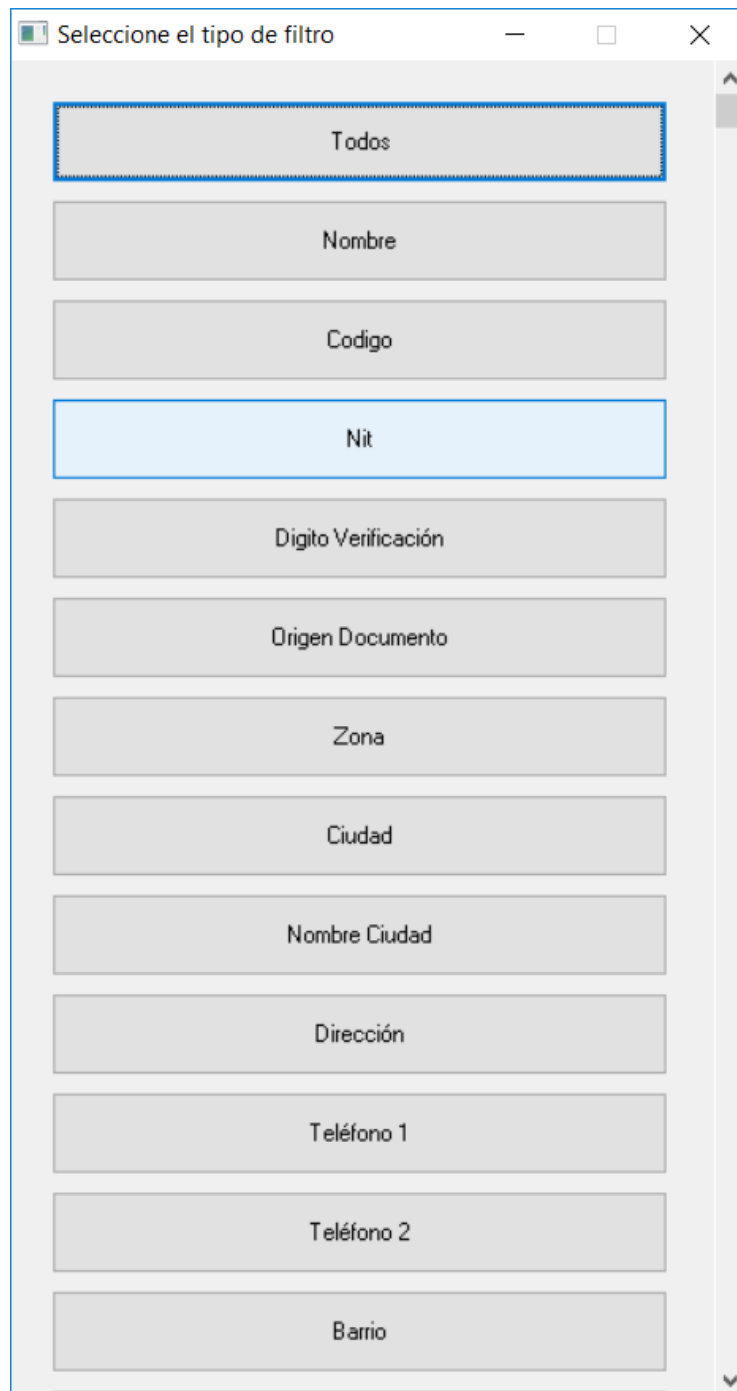 Seleccione el tipo de filtro
Todos
Nombre
Codigo
Nit
Digito Verificación
Origen Documento
Zona
Ciudad
Nombre Ciudad
Dirección
Teléfono 1
Teléfono 2
Barrio